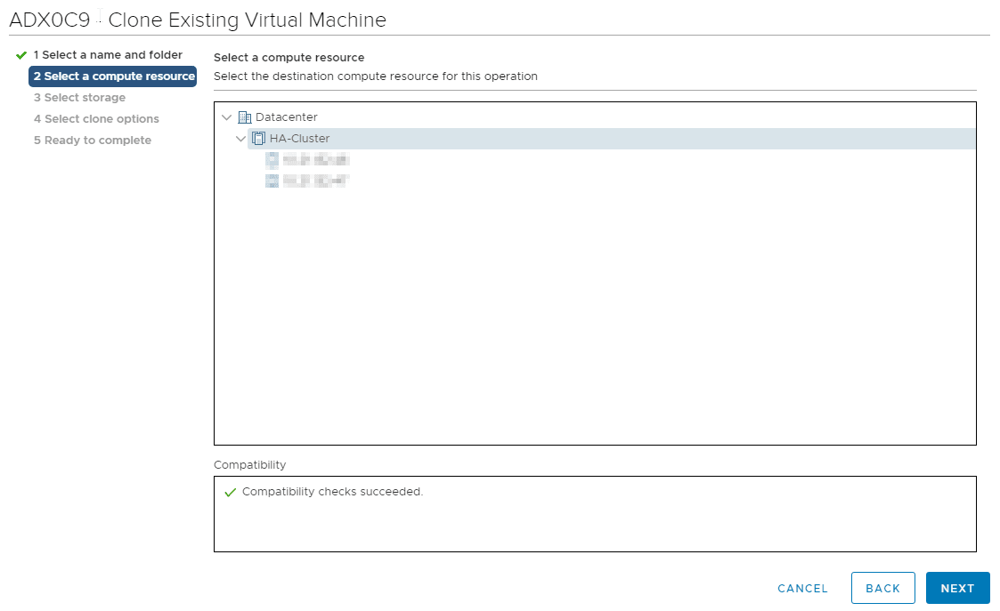 ADX0C9 - Clone Existing Virtual Machine
1 Select a name and folder
2 Select a compute resource
3 Select storage
4 Select clone options
5 Ready to complete
Select a compute resource
Select the destination compute resource for this operation
Datacenter
HA-Cluster
Compatibility
Compatibility checks succeeded.
CANCEL
BACK
NEXT